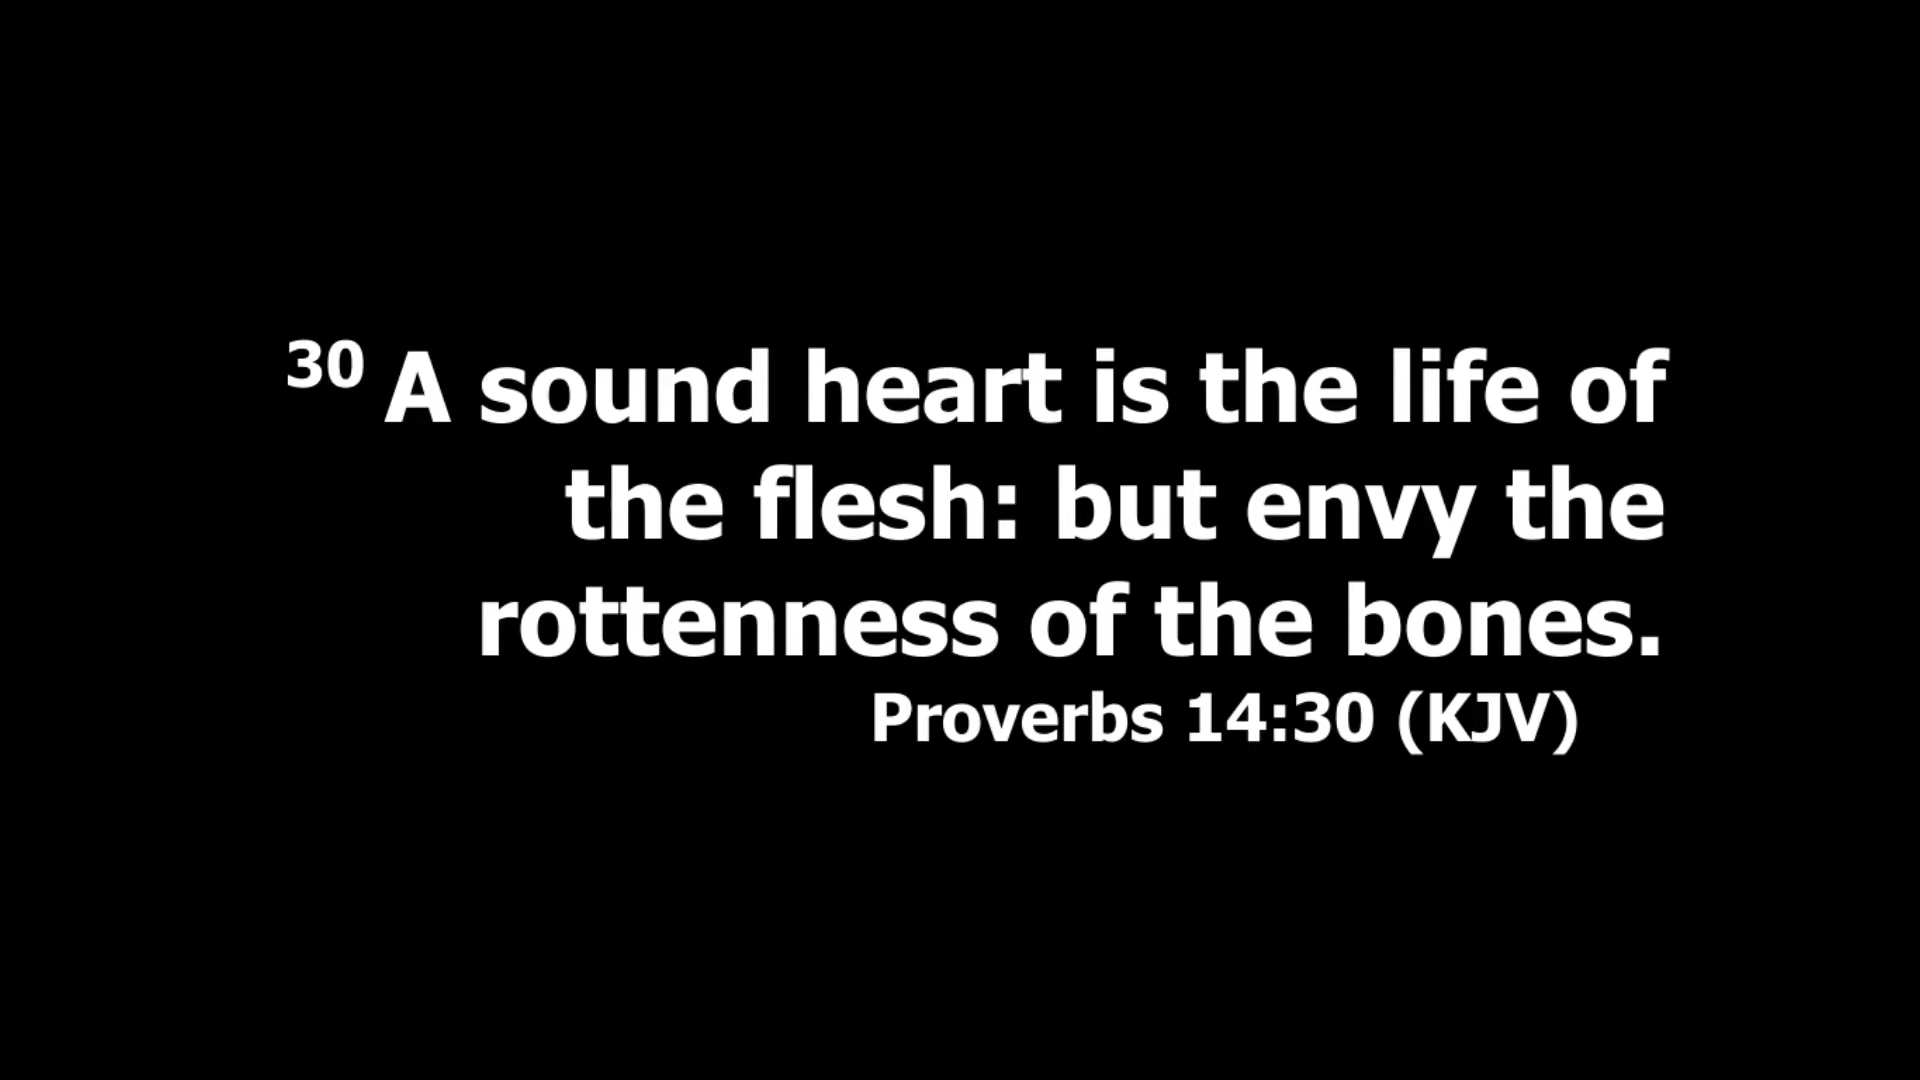 30 A sound heart is the life of
the flesh: but envy the
rottenness of the bones.
Proverbs 14:30 (KJV)